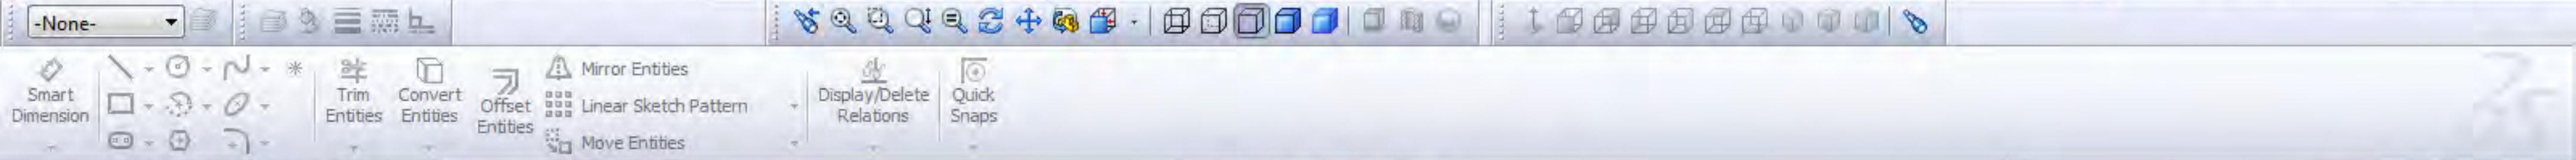 -None-
Smart
Dimension
Trim
Entities
Convert
Entities
Offset
Entities
Mirror Entities
Linear Sketch Pattern
Move Entities
Display/Delete
Relations
Quick
Snaps